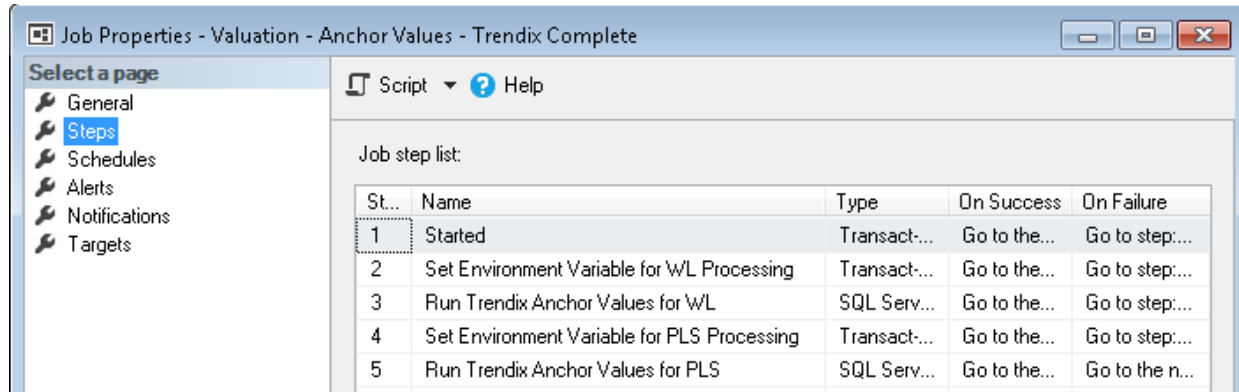 Job Properties - Valuation - Anchor Values - Trendix Complete
Select a page
General
Steps
Schedules
Alerts
Notifications
Targets
Script Help
Job step list:
St... Name Type On Success On Failure
1 Started Transact-... Go to the... Go to step:...
2 Set Environment Variable for WL Processing Transact-... Go to the... Go to step:...
3 Run Trendix Anchor Values for WL SQL Serv... Go to the... Go to step:...
4 Set Environment Variable for PLS Processing Transact-... Go to the... Go to step:...
5 Run Trendix Anchor Values for PLS SQL Serv... Go to the... Go to the n...